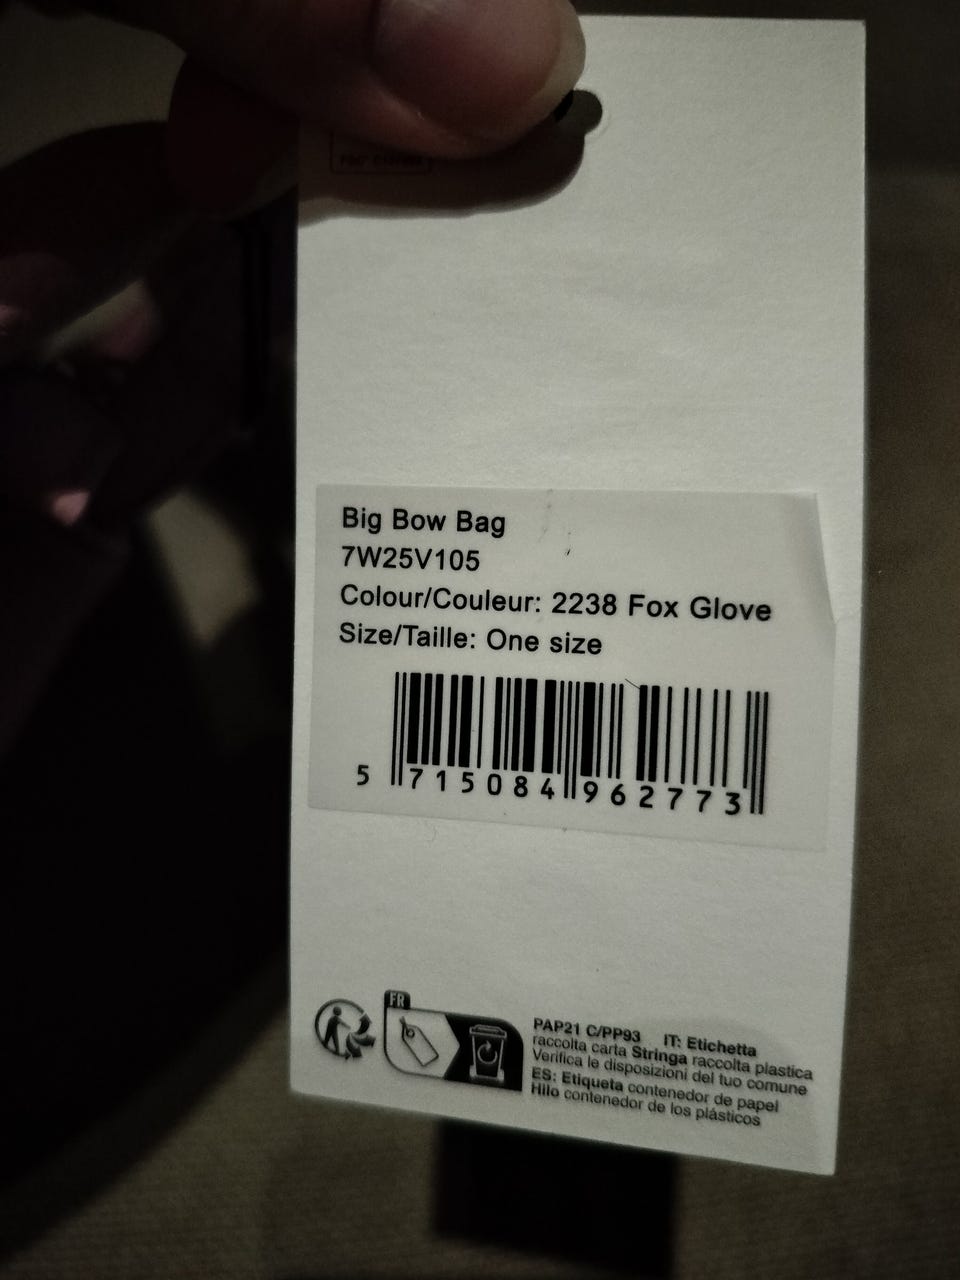 Big Bow Bag
7W25V105
Colour/Couleur: 2238 Fox Glove
Size/Taille: One size
5 715084 962773
FR
PAP21 C/PP93 IT: Etichetta
raccolta carta Stringa raccolta plastica
Verifica le disposizioni del tuo comune
ES: Etiqueta contenedor de papel
Hilo contenedor de los plásticos